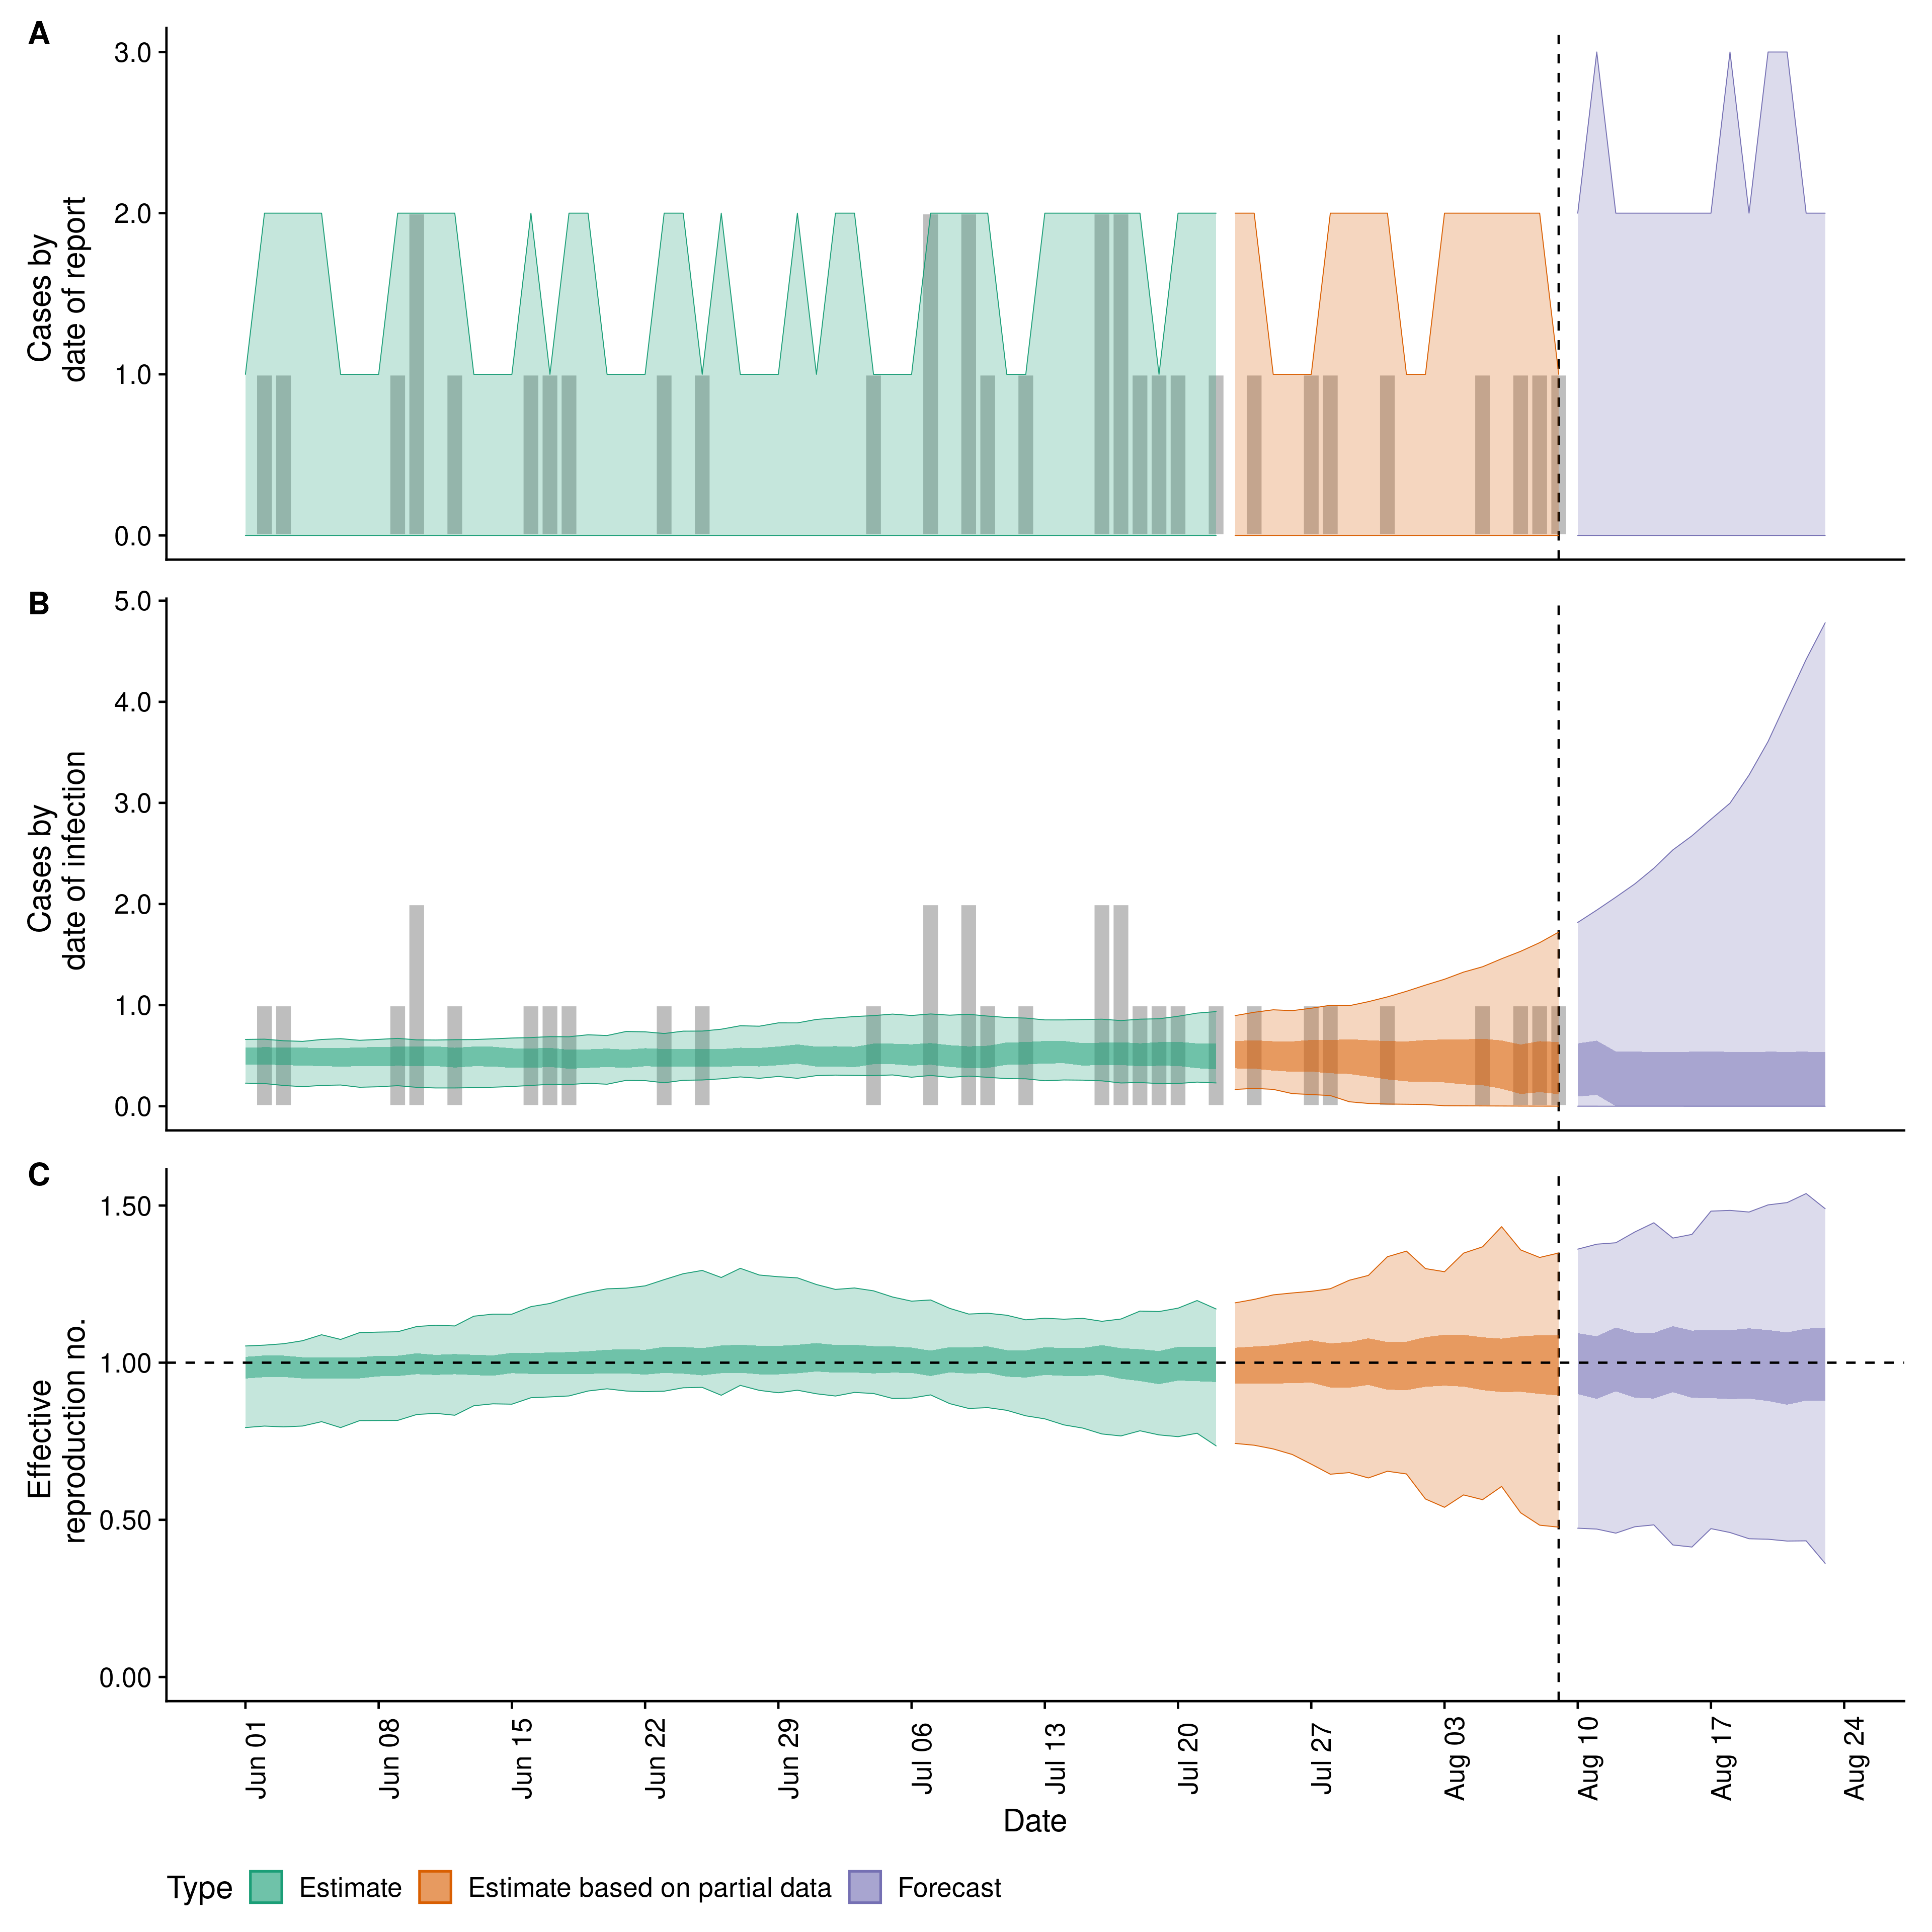 A
Cases by
date of report
3.0
2.0
1.0
0.0
B
Cases by
date of infection
5.0
4.0
3.0
2.0
1.0
0.0
C
Effective
reproduction no.
1.50
1.00
0.50
0.00
Jun 01
Jun 08
Jun 15
Jun 22
Jun 29
Jul 06
Jul 13
Jul 20
Jul 27
Aug 03
Aug 10
Aug 17
Aug 24
Date
Type
Estimate
Estimate based on partial data
Forecast